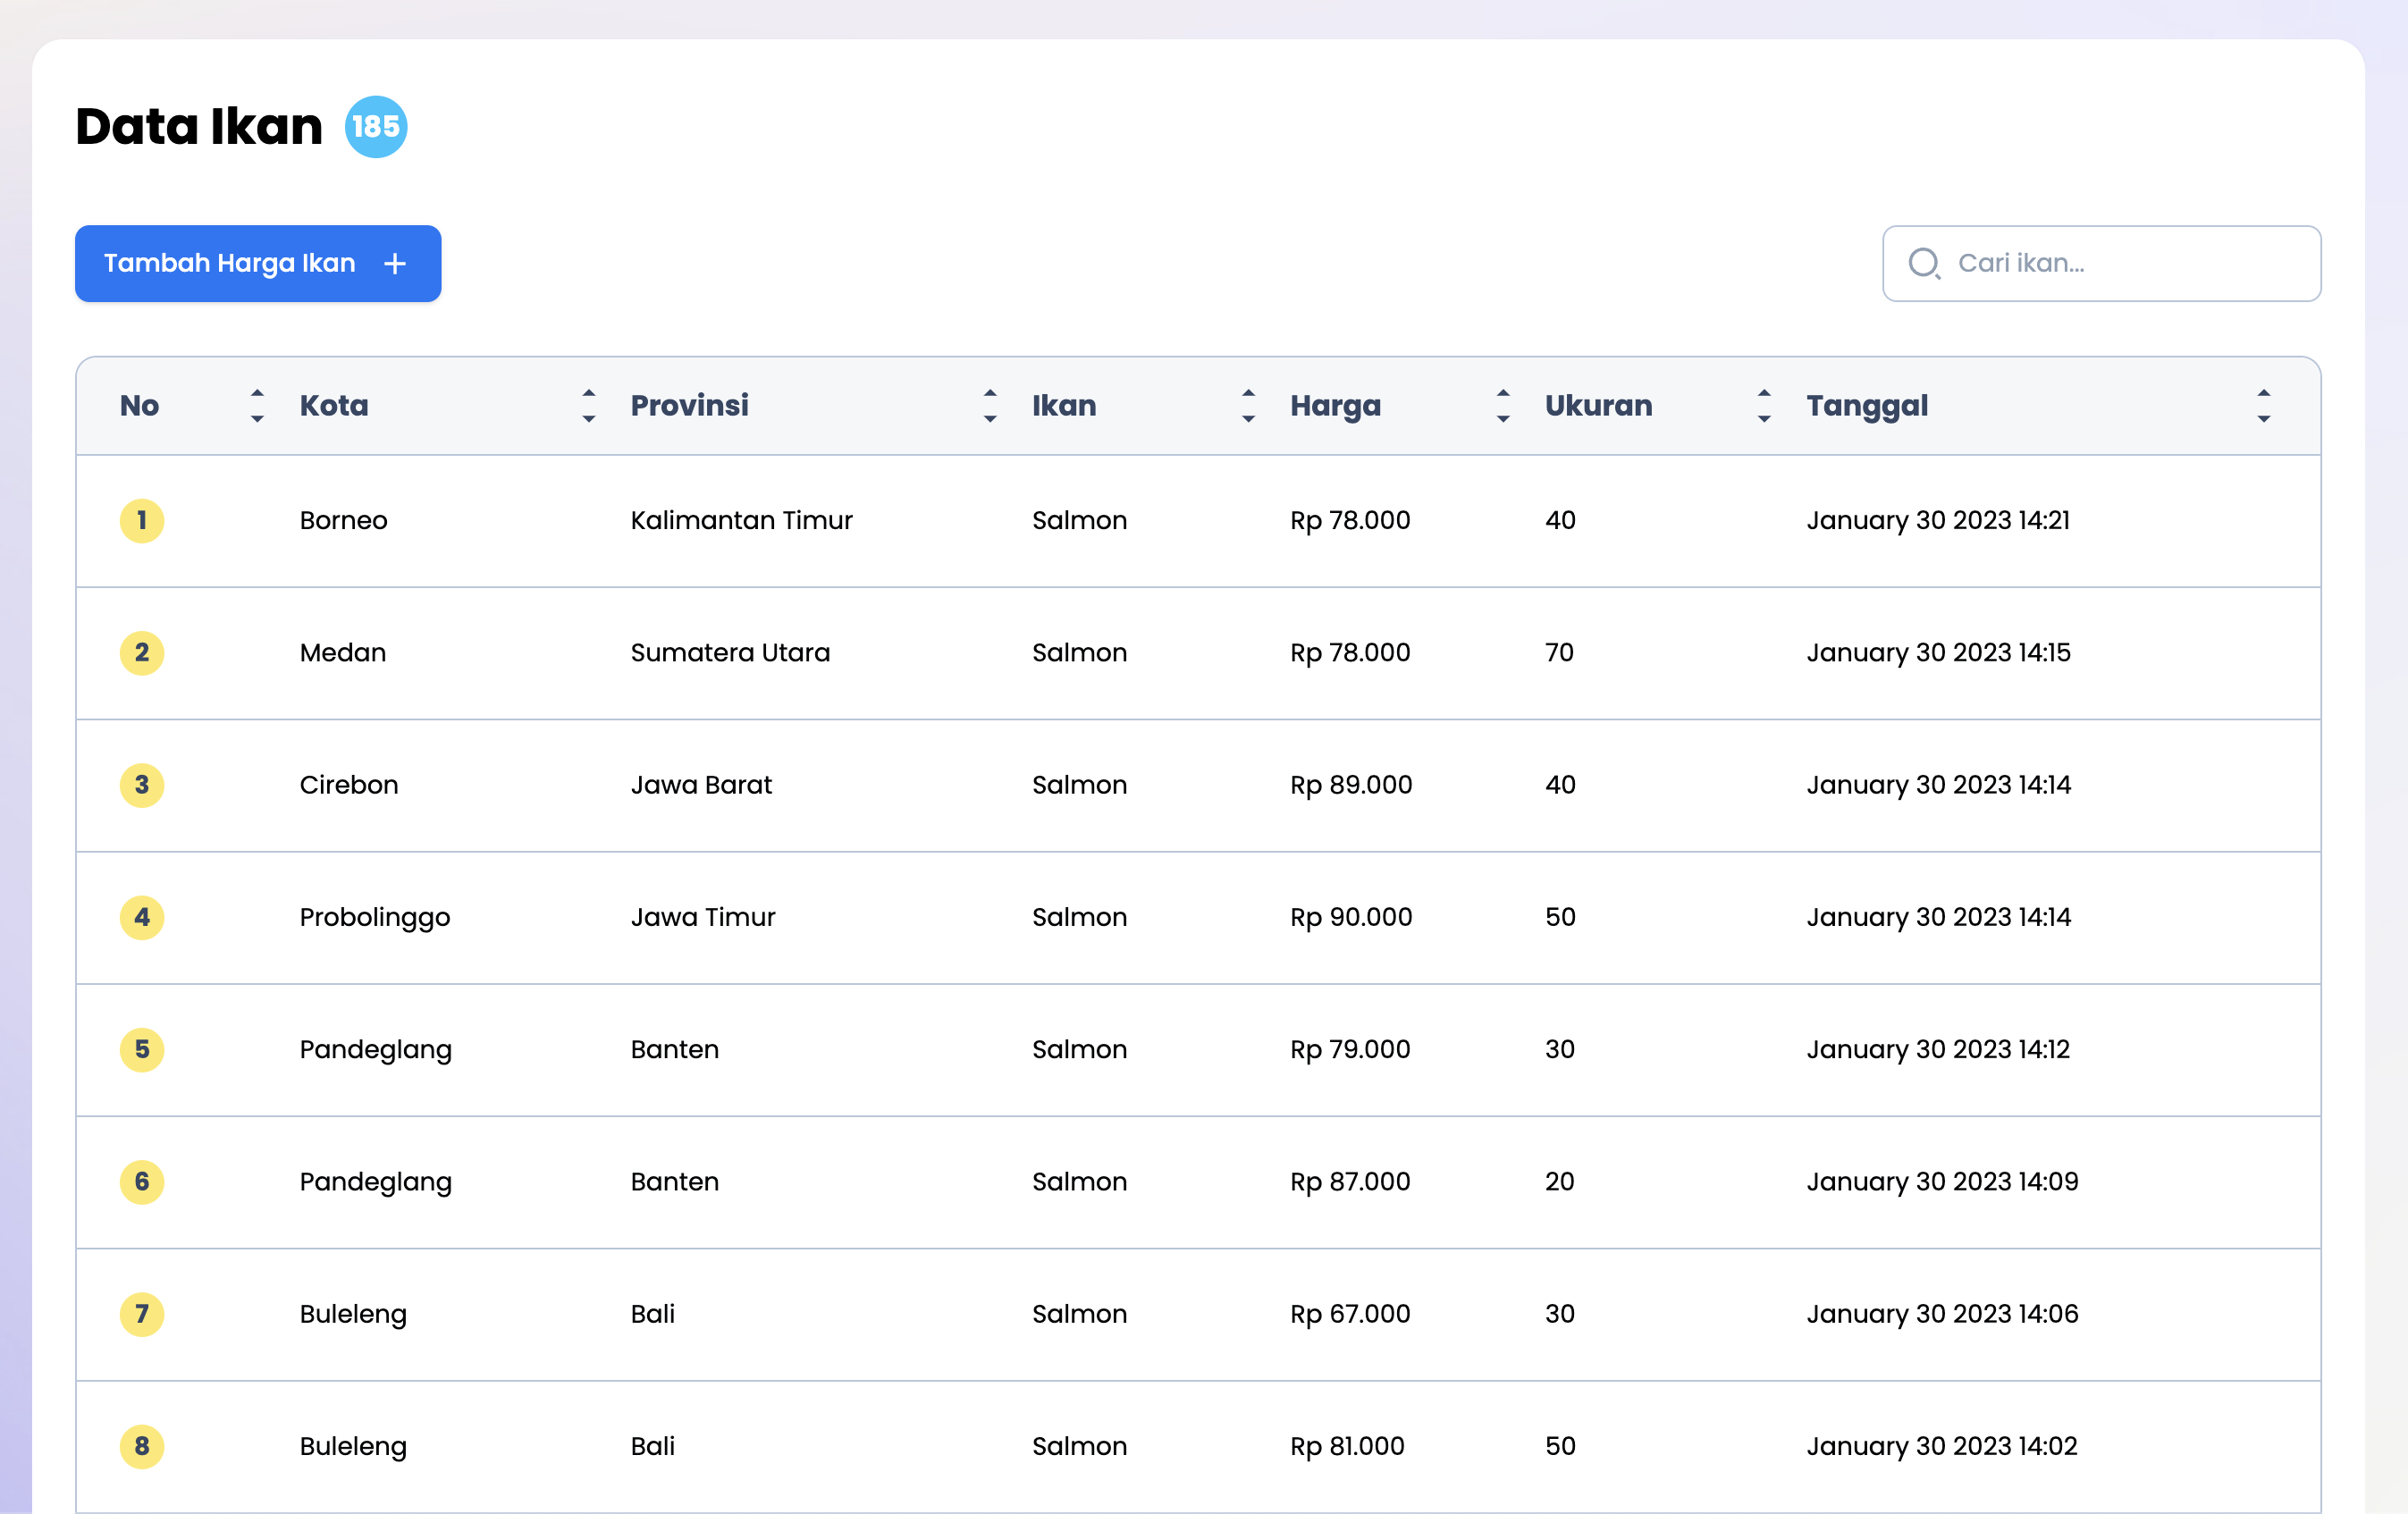 Data Ikan 185
Tambah Harga Ikan +
Cari ikan...
No Kota Provinsi Ikan Harga Ukuran Tanggal
1 Borneo Kalimantan Timur Salmon Rp 78.000 40 January 30 2023 14:21
2 Medan Sumatera Utara Salmon Rp 78.000 70 January 30 2023 14:15
3 Cirebon Jawa Barat Salmon Rp 89.000 40 January 30 2023 14:14
4 Probolinggo Jawa Timur Salmon Rp 90.000 50 January 30 2023 14:14
5 Pandeglang Banten Salmon Rp 79.000 30 January 30 2023 14:12
6 Pandeglang Banten Salmon Rp 87.000 20 January 30 2023 14:09
7 Buleleng Bali Salmon Rp 67.000 30 January 30 2023 14:06
8 Buleleng Bali Salmon Rp 81.000 50 January 30 2023 14:02